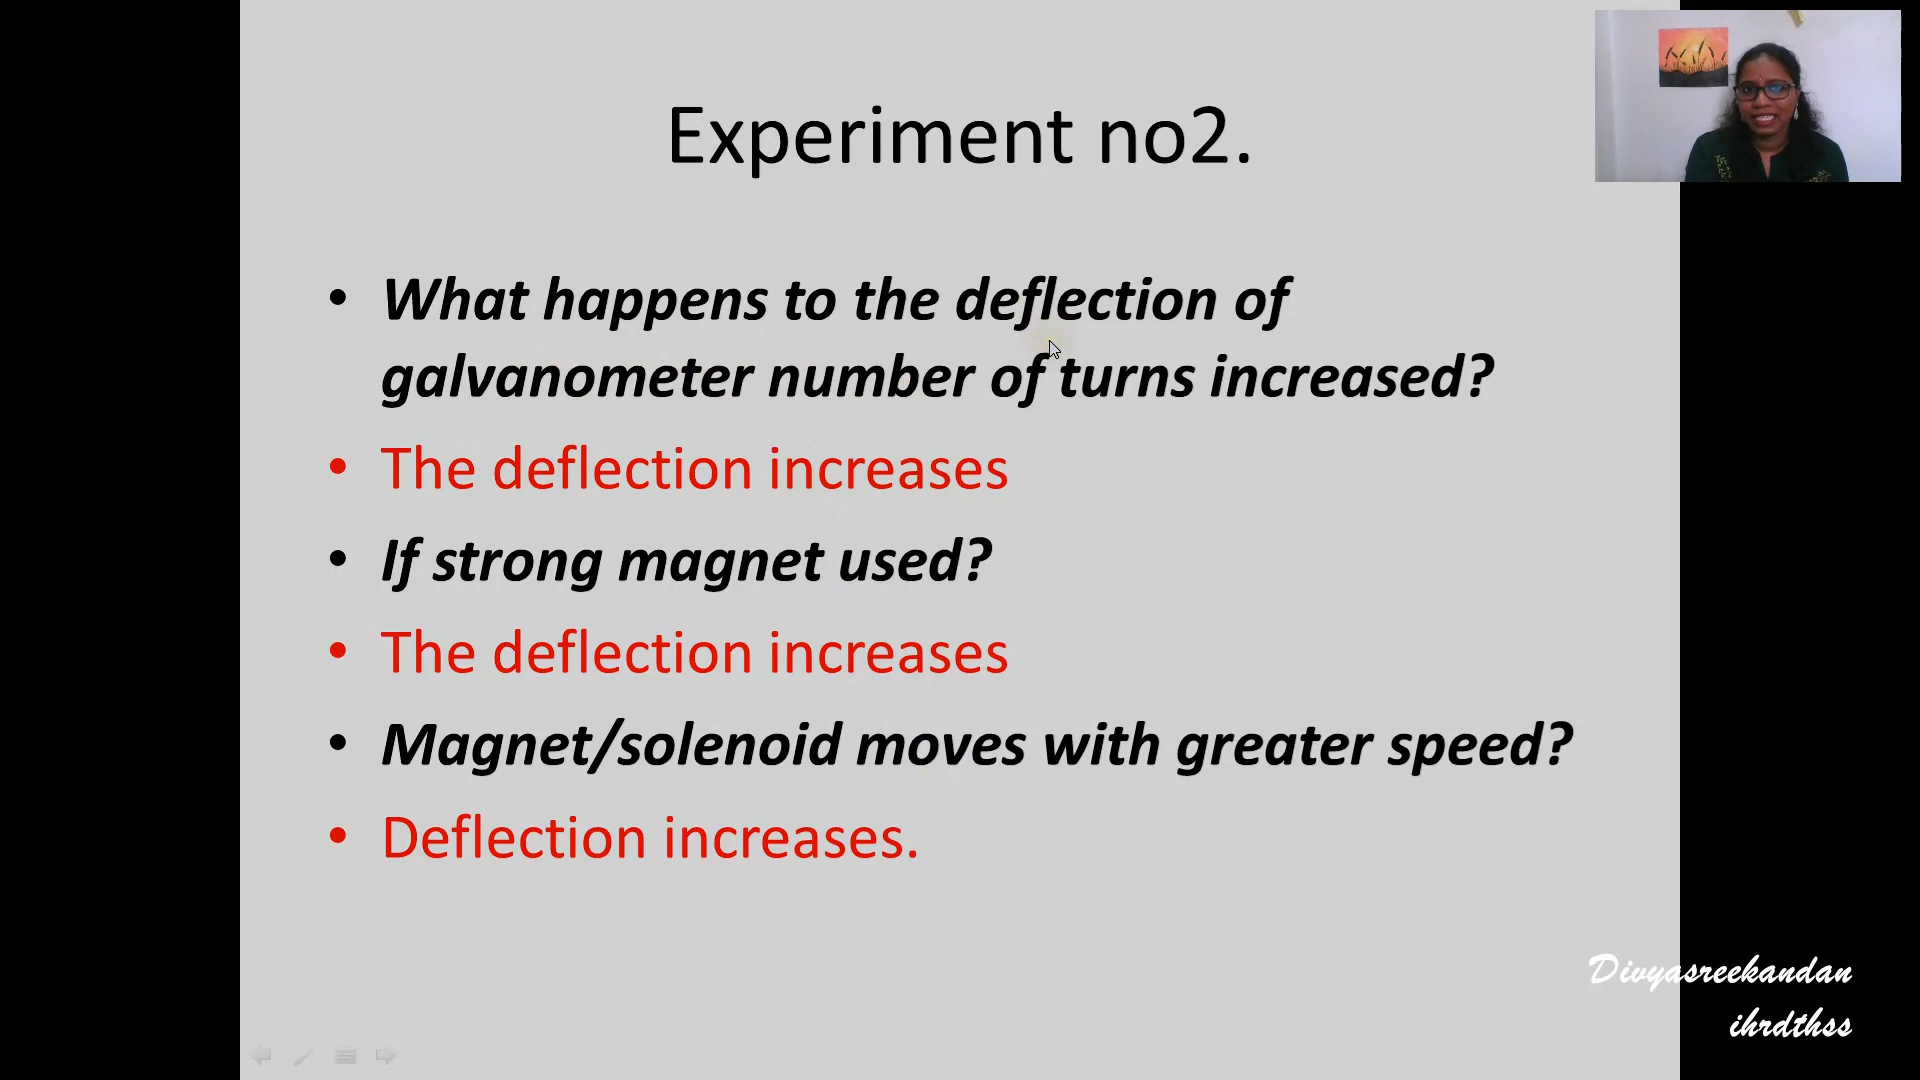 Experiment no2.
• What happens to the deflection of
galvanometer number of turns increased?
• The deflection increases
• If strong magnet used?
• The deflection increases
• Magnet/solenoid moves with greater speed?
• Deflection increases.
Divyasreekandan
ihrdthss